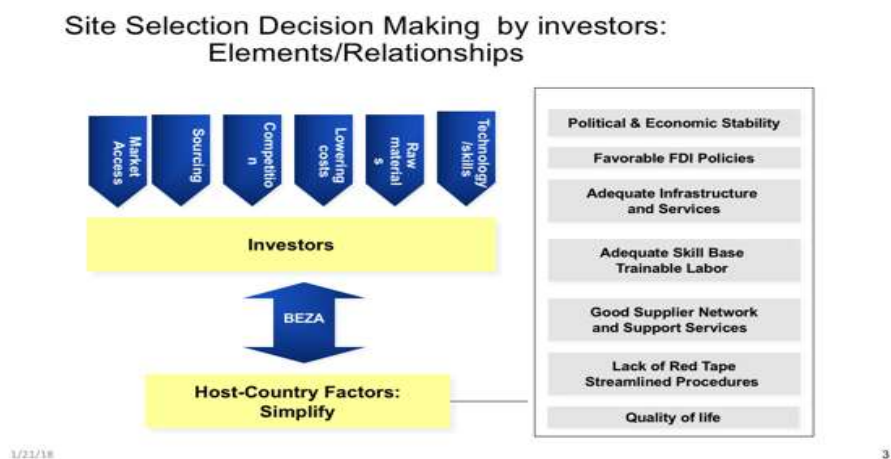 Site Selection Decision Making by investors:
Elements/Relationships
Market
Access
Sourcing
Competitio
n
Lowering
costs
Raw
material
s
Technology
/skills
Investors
BEZA
Host-Country Factors:
Simplify
Political & Economic Stability
Favorable FDI Policies
Adequate Infrastructure
and Services
Adequate Skill Base
Trainable Labor
Good Supplier Network
and Support Services
Lack of Red Tape
Streamlined Procedures
Quality of life
1/21/18
3